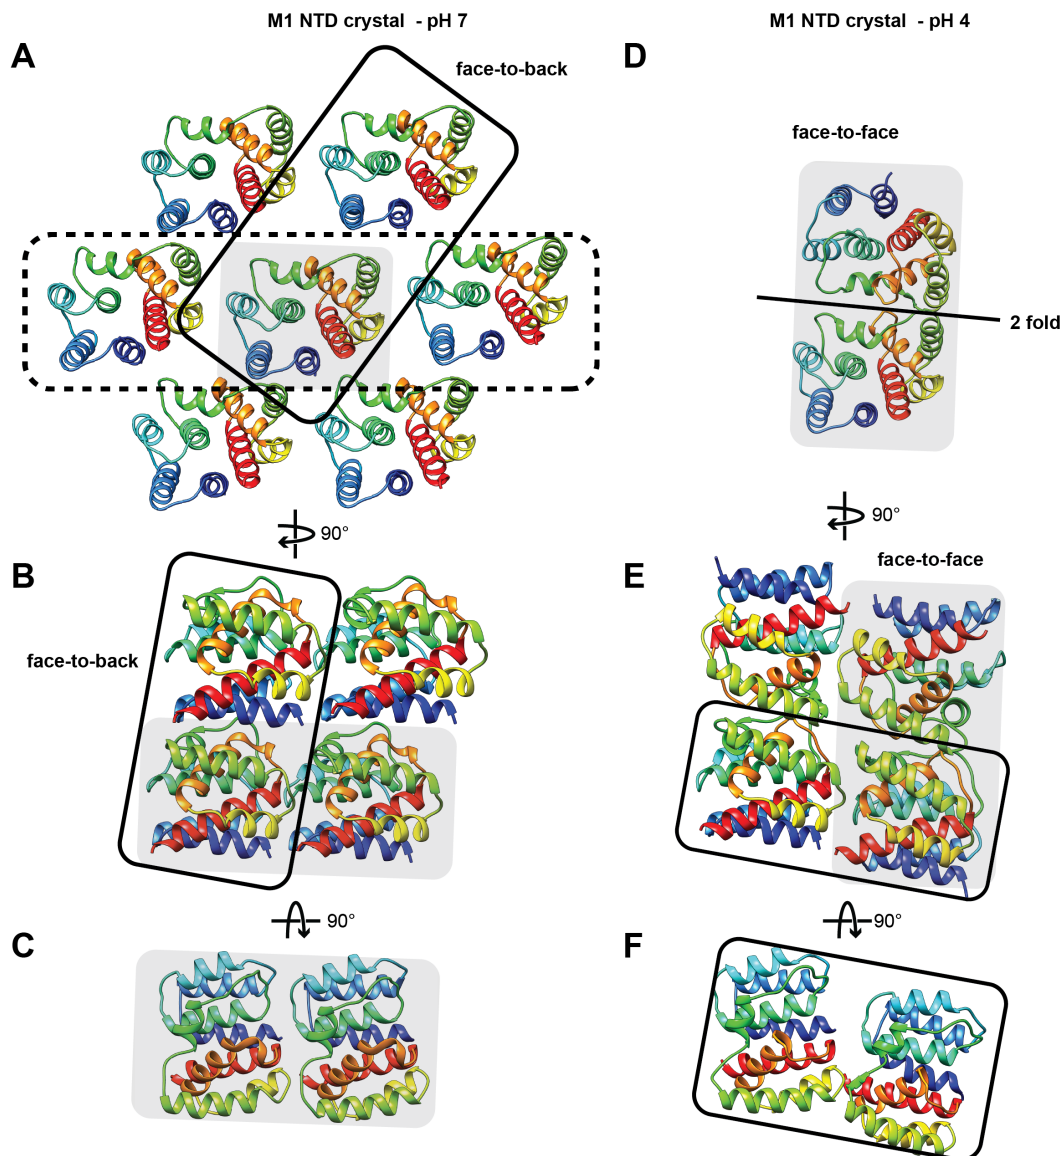 M1 NTD crystal - pH 7
M1 NTD crystal - pH 4
A
face-to-back
D
face-to-face
2 fold
90°
90°
B
face-to-back
E
face-to-face
90°
90°
C
F